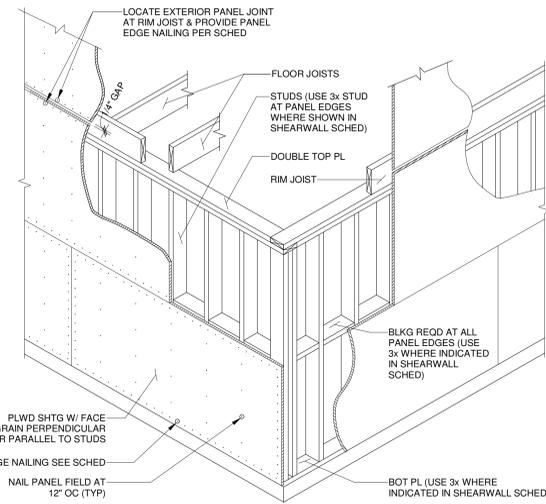 LOCATE EXTERIOR PANEL JOINT
AT RIM JOIST & PROVIDE PANEL
EDGE NAILING PER SCHED
1/4" GAP
FLOOR JOISTS
STUDS (USE 3x STUD
AT PANEL EDGES
WHERE SHOWN IN
SHEARWALL SCHED)
DOUBLE TOP PL
RIM JOIST
BLKG REQD AT ALL
PANEL EDGES (USE
3x WHERE INDICATED
IN SHEARWALL
SCHED)
PLWD SHTG W/ FACE
GRAIN PERPENDICULAR
R PARALLEL TO STUDS
GE NAILING SEE SCHED
NAIL PANEL FIELD AT
12" OC (TYP)
BOT PL (USE 3x WHERE
INDICATED IN SHEARWALL SCHED